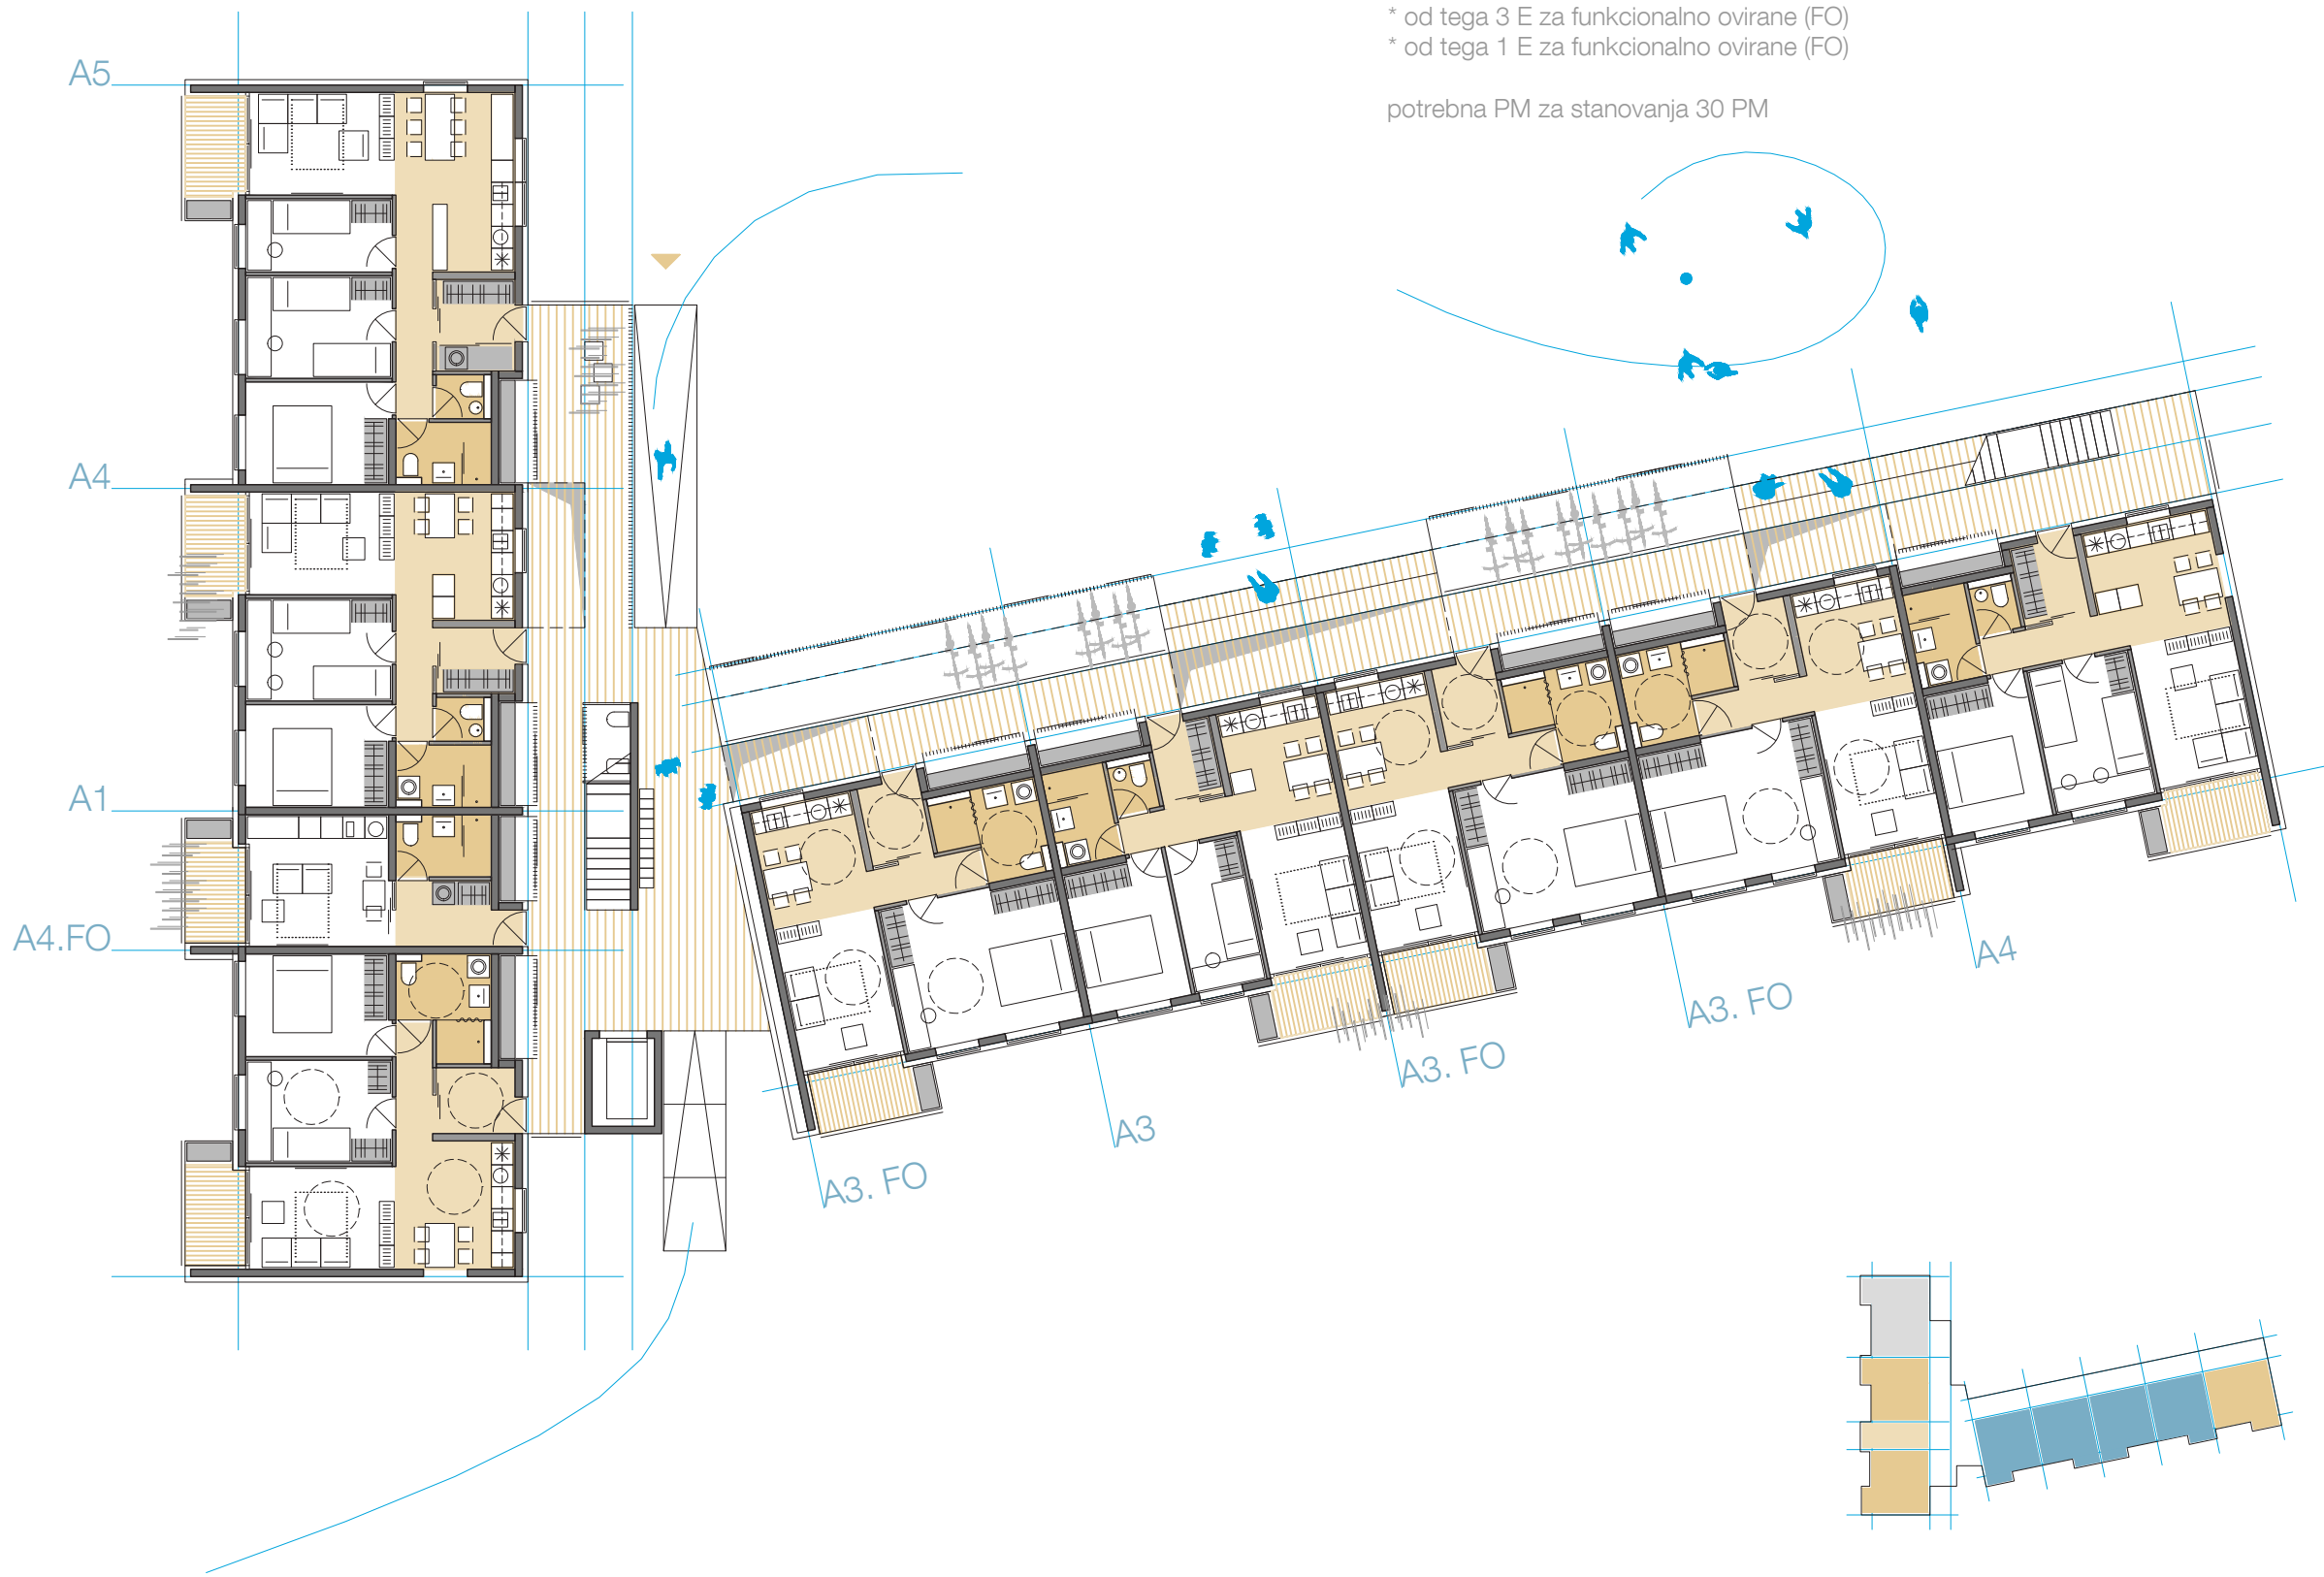 * od tega 3 E za funkcionalno ovirane (FO)
* od tega 1 E za funkcionalno ovirane (FO)
potrebna PM za stanovanja 30 PM
A5
A4
A1
A4.FO
A4
A3. FO
A3. FO
A3
A3. FO